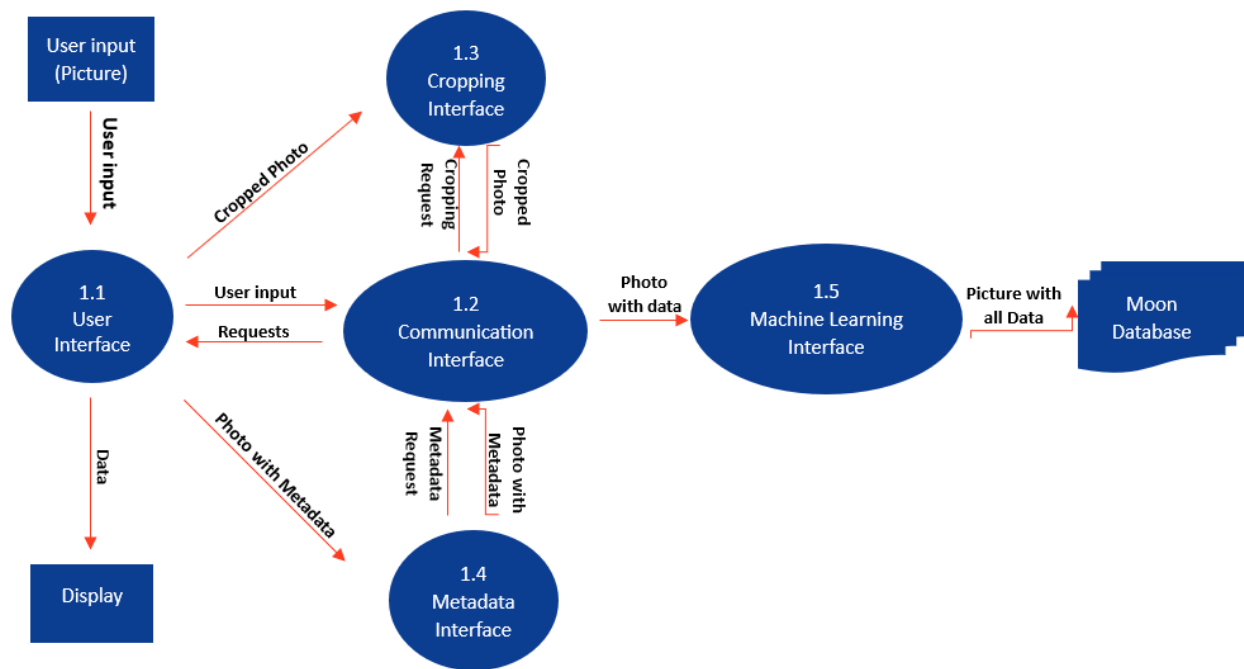 User input
(Picture)
User input
1.3
Cropping
Interface
Cropped Photo
Cropping
Request
Cropped
Photo
1.1
User
Interface
User input
Requests
1.2
Communication
Interface
Photo
with data
1.5
Machine Learning
Interface
Picture with
all Data
Moon
Database
Data
Photo with Metadata
Metadata
Request
Photo with
Metadata
Display
1.4
Metadata
Interface